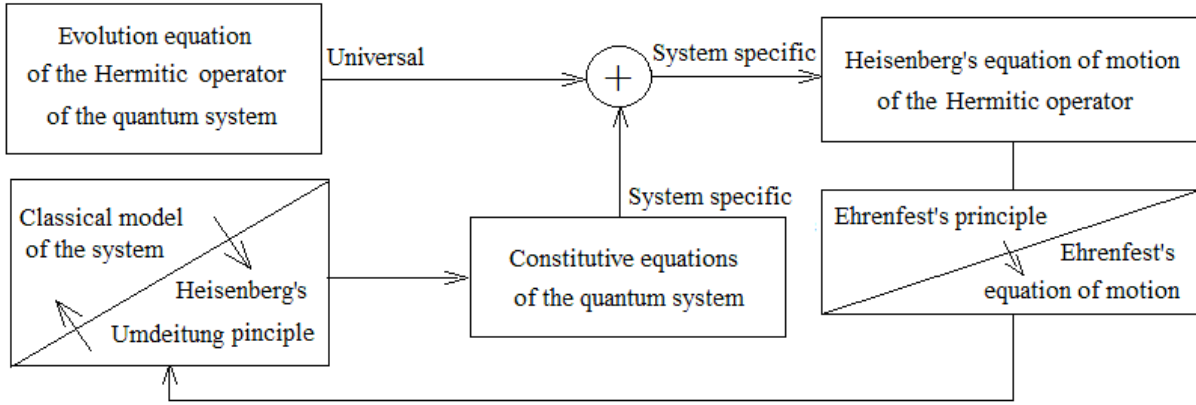 Evolution equation
of the Hermitic operator
of the quantum system
Universal
+
System specific
Heisenberg's equation of motion
of the Hermitic operator
Classical model
of the system
Heisenberg's
Umdeitung pinciple
System specific
Constitutive equations
of the quantum system
Ehrenfest's principle
Ehrenfest's
equation of motion